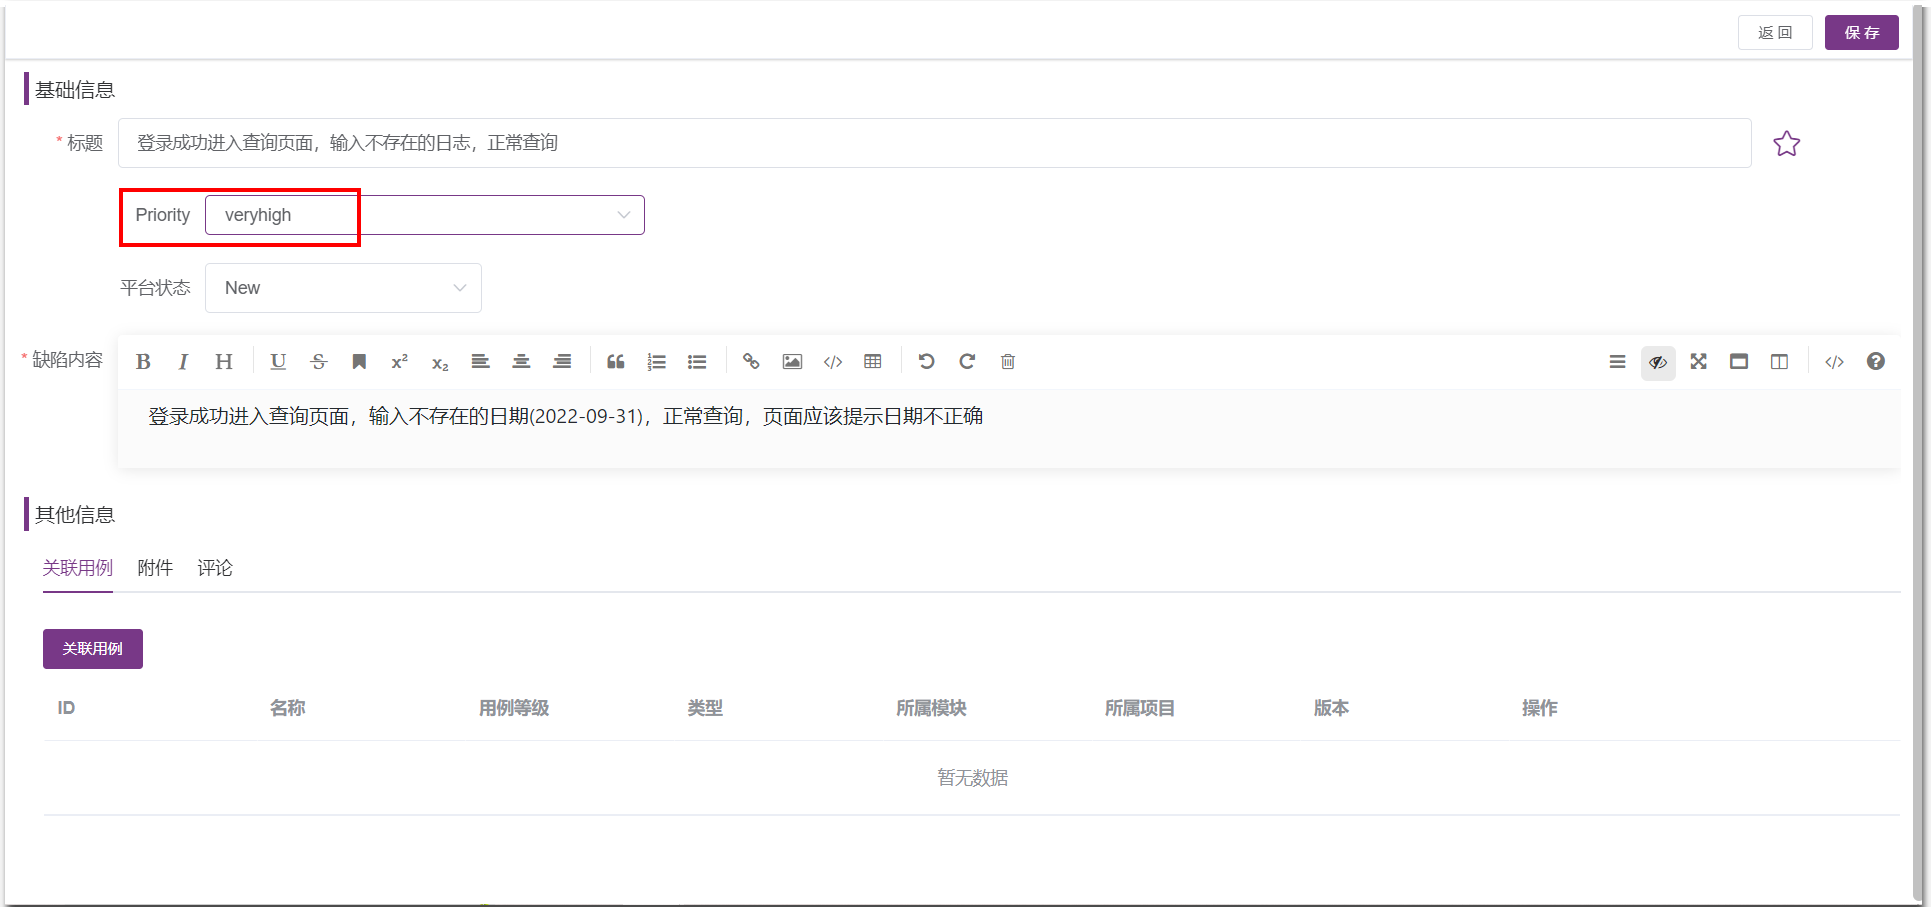 返 回 保 存
基础信息
* 标题 登录成功进入查询页面，输入不存在的日志，正常查询
Priority veryhigh
平台状态 New
* 缺陷内容
登录成功进入查询页面，输入不存在的日期(2022-09-31)，正常查询，页面应该提示日期不正确
其他信息
关联用例 附件 评论
关联用例
ID 名称 用例等级 类型 所属模块 所属项目 版本 操作
暂无数据